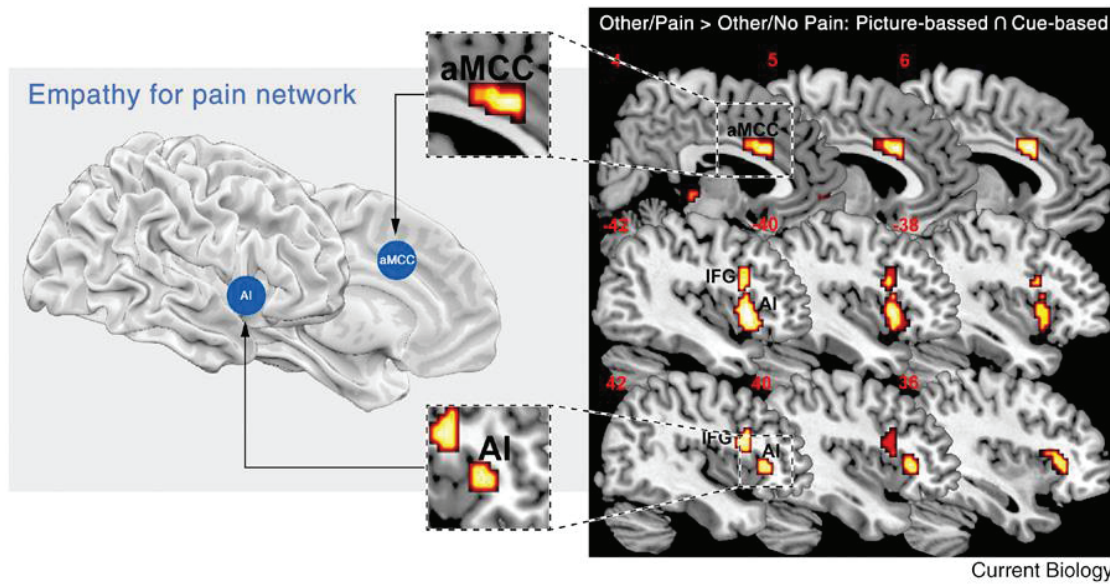 Other/Pain > Other/No Pain: Picture-bassed ∩ Cue-based
Empathy for pain network
aMCC
aMCC
AI
AI
4
5
6
aMCC
-42
-40
-38
IFG
AI
42
40
36
IFG
AI
Current Biology